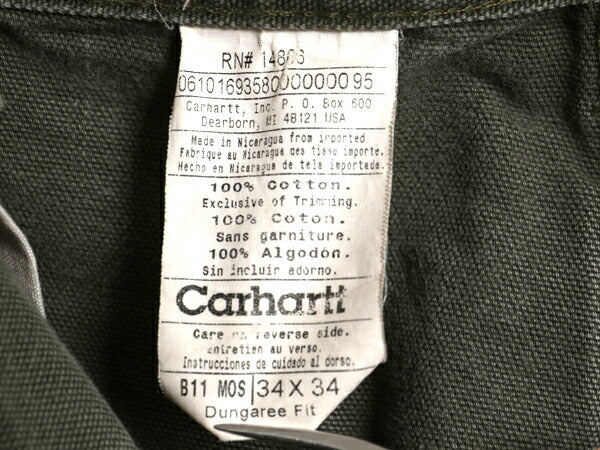 RN# 14806
Carhartt, Inc. P. O. Box 600
Dearborn, MI 48121 USA
Made in Nicaragua from imported
Fabrique au Nicaragua des tissu importe.
Hecho en Nicaragua de tela importada.
100% Cotton.
Exclusive of Trimming.
100% Coton.
Sans garniture.
100% Algodón.
Sin incluir adorno.
Carhartt
Care on reverse side.
Entretien au verso.
Instrucciones de cuidado al dorso.
B11 MOS 34 X 34
Dungaree Fit